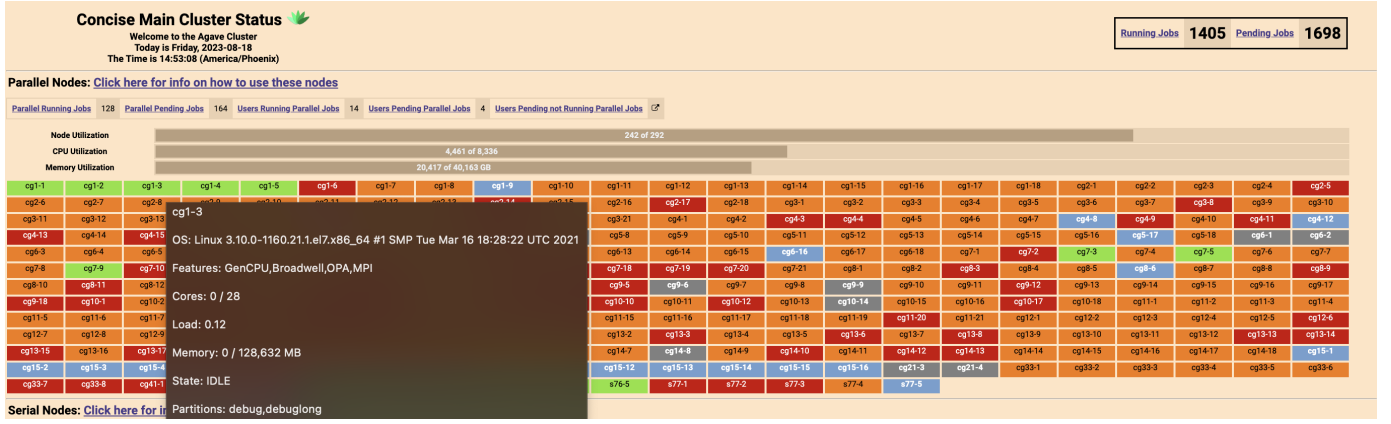 Concise Main Cluster Status
Welcome to the Agave Cluster
Today is Friday, 2023-08-18
The Time is 14:53:08 (America/Phoenix)
Running Jobs 1405 Pending Jobs 1698
Parallel Nodes: Click here for info on how to use these nodes
Parallel Running Jobs 128 Parallel Pending Jobs 164 Users Running Parallel Jobs 14 Users Pending Parallel Jobs 4 Users Pending not Running Parallel Jobs
Node Utilization 242 of 292
CPU Utilization 4,461 of 8,336
Memory Utilization 20,417 of 40,163 GB
cg1-1 cg1-2 cg1-3 cg1-4 cg1-5 cg1-6 cg1-7 cg1-8 cg1-9 cg1-10 cg1-11 cg1-12 cg1-13 cg1-14 cg1-15 cg1-16 cg1-17 cg1-18 cg2-1 cg2-2 cg2-3 cg2-4 cg2-5
cg2-6 cg2-7 cg2-8 cg2-16 cg2-17 cg2-18 cg3-1 cg3-2 cg3-3 cg3-4 cg3-5 cg3-6 cg3-7 cg3-8 cg3-9 cg3-10
cg3-11 cg3-12 cg3-13 cg3-21 cg4-1 cg4-2 cg4-3 cg4-4 cg4-5 cg4-6 cg4-7 cg4-8 cg4-9 cg4-10 cg4-11 cg4-12
cg4-13 cg4-14 cg4-15 cg5-8 cg5-9 cg5-10 cg5-11 cg5-12 cg5-13 cg5-14 cg5-15 cg5-16 cg5-17 cg5-18 cg6-1 cg6-2
cg6-3 cg6-4 cg6-5 cg6-13 cg6-14 cg6-15 cg6-16 cg6-17 cg6-18 cg7-1 cg7-2 cg7-3 cg7-4 cg7-5 cg7-6 cg7-7
cg7-8 cg7-9 cg7-10 cg7-18 cg7-19 cg7-20 cg7-21 cg8-1 cg8-2 cg8-3 cg8-4 cg8-5 cg8-6 cg8-7 cg8-8 cg8-9
cg8-10 cg8-11 cg8-12 cg9-5 cg9-6 cg9-7 cg9-8 cg9-9 cg9-10 cg9-11 cg9-12 cg9-13 cg9-14 cg9-15 cg9-16 cg9-17
cg9-18 cg10-1 cg10-2 cg10-10 cg10-11 cg10-12 cg10-13 cg10-14 cg10-15 cg10-16 cg10-17 cg10-18 cg11-1 cg11-2 cg11-3 cg11-4
cg11-5 cg11-6 cg11-7 cg11-15 cg11-16 cg11-17 cg11-18 cg11-19 cg11-20 cg11-21 cg12-1 cg12-2 cg12-3 cg12-4 cg12-5 cg12-6
cg12-7 cg12-8 cg12-9 cg13-2 cg13-3 cg13-4 cg13-5 cg13-6 cg13-7 cg13-8 cg13-9 cg13-10 cg13-11 cg13-12 cg13-13 cg13-14
cg13-15 cg13-16 cg13-17 cg14-7 cg14-8 cg14-9 cg14-10 cg14-11 cg14-12 cg14-13 cg14-14 cg14-15 cg14-16 cg14-17 cg14-18 cg15-1
cg15-2 cg15-3 cg15-4 cg15-12 cg15-13 cg15-14 cg15-15 cg15-16 cg21-3 cg21-4 cg33-1 cg33-2 cg33-3 cg33-4 cg33-5 cg33-6
cg33-7 cg33-8 cg41-1 s76-5 s77-1 s77-2 s77-3 s77-4 s77-5
cg1-3
OS: Linux 3.10.0-1160.21.1.el7.x86_64 #1 SMP Tue Mar 16 18:28:22 UTC 2021
Features: GenCPU,Broadwell,OPA,MPI
Cores: 0 / 28
Load: 0.12
Memory: 0 / 128,632 MB
State: IDLE
Partitions: debug,debuglong
Serial Nodes: Click here for